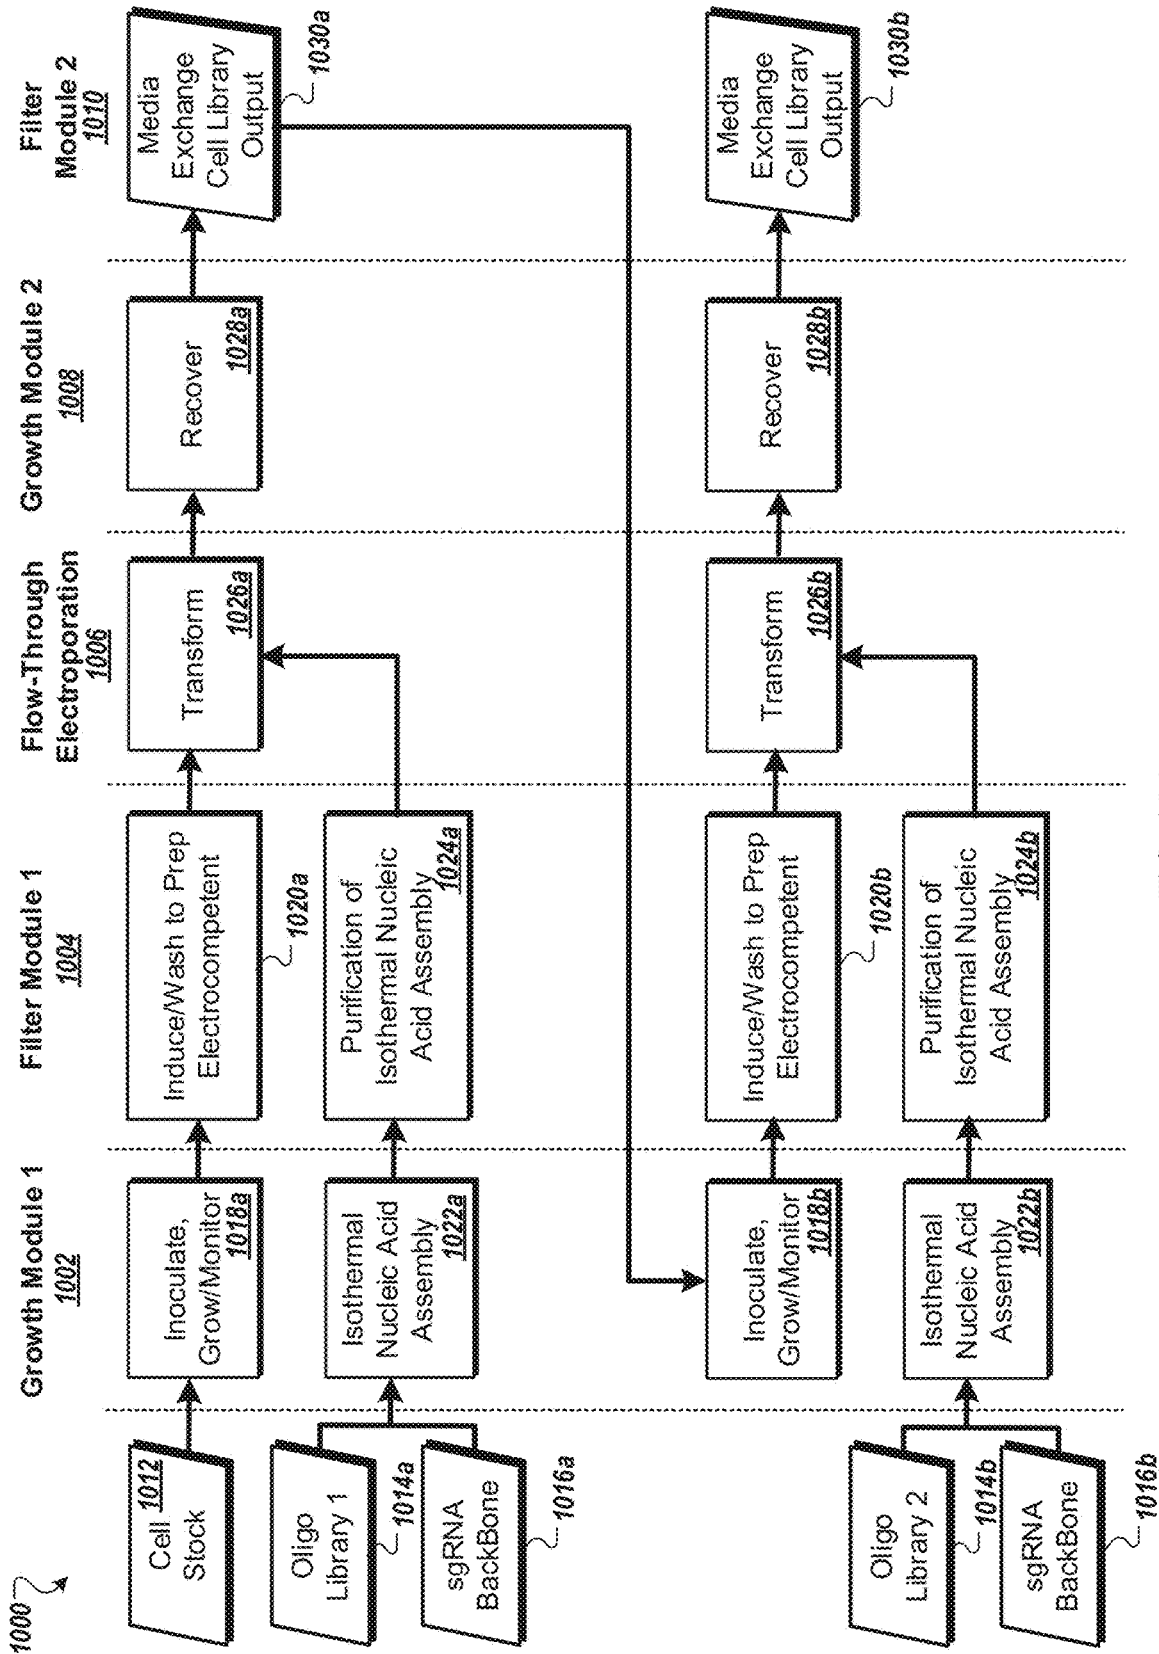 1000
Growth Module 1
1002
Filter Module 1
1004
Flow-Through
Electroporation
1006
Growth Module 2
1008
Filter
Module 2
1010
Cell
Stock
1012
Inoculate,
Grow/Monitor
1018a
Induce/Wash to Prep
Electrocompetent
1020a
Transform
1026a
Recover
1028a
Media
Exchange
Cell Library
Output
1030a
Oligo
Library 1
1014a
sgRNA
BackBone
1016a
Isothermal
Nucleic Acid
Assembly
1022a
Purification of
Isothermal Nucleic
Acid Assembly
1024a
Inoculate,
Grow/Monitor
1018b
Induce/Wash to Prep
Electrocompetent
1020b
Transform
1026b
Recover
1028b
Media
Exchange
Cell Library
Output
1030b
Oligo
Library 2
1014b
sgRNA
BackBone
1016b
Isothermal
Nucleic Acid
Assembly
1022b
Purification of
Isothermal Nucleic
Acid Assembly
1024b